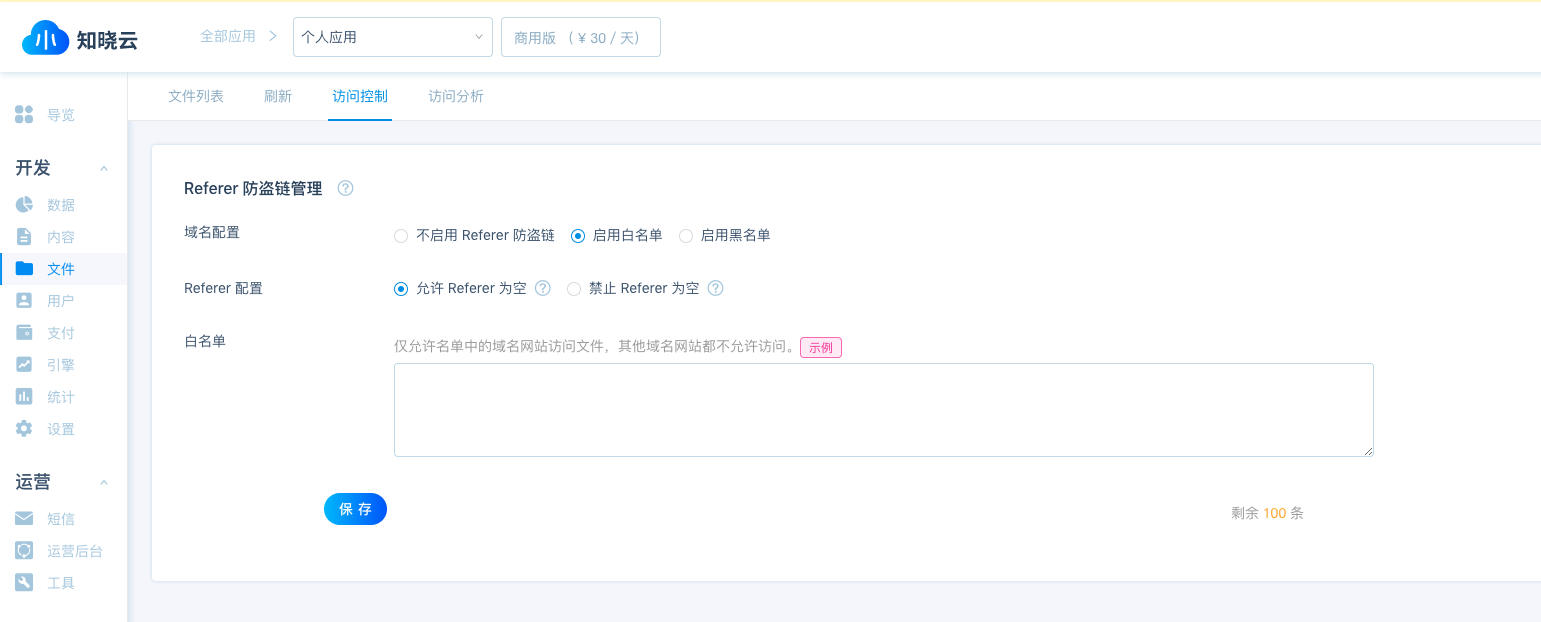 小 知晓云
全部应用 > 个人应用 商用版 （¥ 30 / 天）
文件列表 刷新 访问控制 访问分析
导览
开发
数据
内容
文件
用户
支付
引擎
统计
设置
运营
短信
运营后台
工具
Referer 防盗链管理 ?
域名配置 不启用 Referer 防盗链 启用白名单 启用黑名单
Referer 配置 允许 Referer 为空 ? 禁止 Referer 为空 ?
白名单 仅允许名单中的域名网站访问文件，其他域名网站都不允许访问。 示例
保 存 剩余 100 条